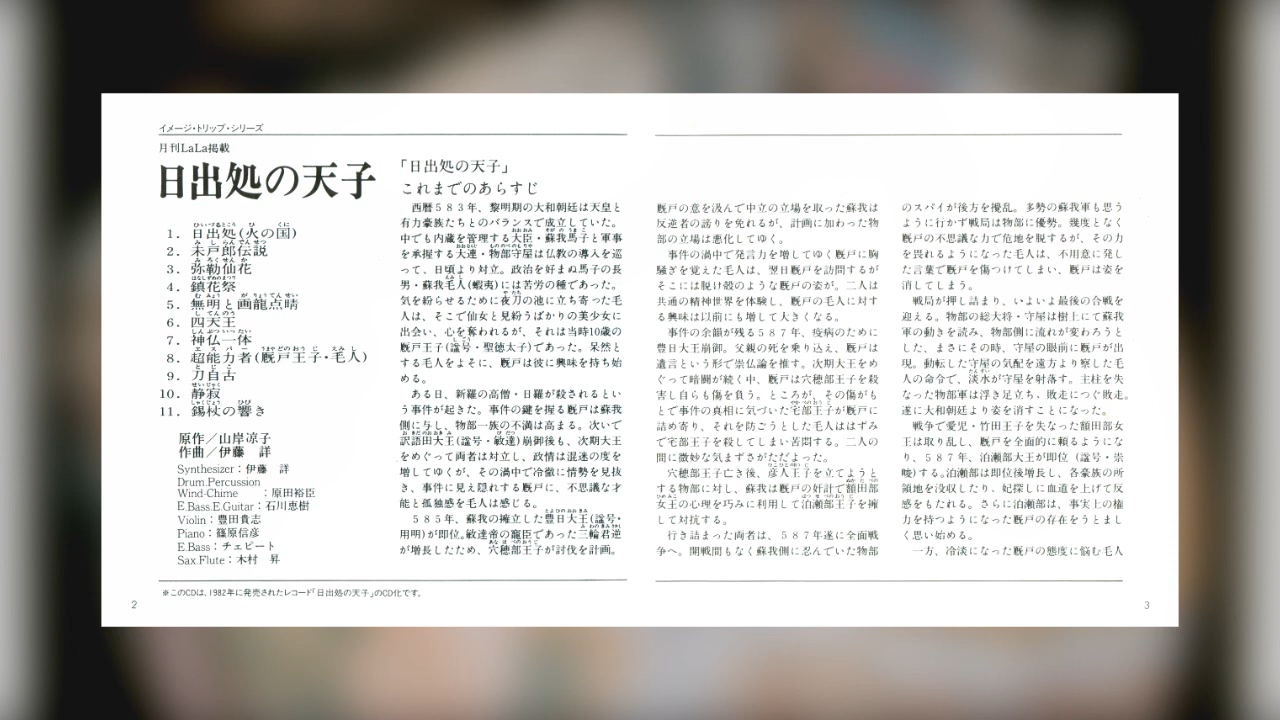 イメージ・トリップ・シリーズ
月刊LaLa掲載
日出処の天子
1. 日出処(火の国)
2. 未戸郎伝説
3. 弥勒仙花
4. 鎮花祭
5. 無明と画龍点睛
6. 四天王
7. 神仏一体
8. 超能力者(厩戸王子・毛人)
9. 刀自古
10. 静寂
11. 錫杖の響き
原作／山岸凉子
作曲／伊藤 詳
Synthesizer：伊藤 詳
Drum.Percussion
Wind-Chime ：原田裕臣
E.Bass.E.Guitar：石川恵樹
Violin：豊田貴志
Piano：篠原信彦
E.Bass：チェピート
Sax.Flute：木村 昇
「日出処の天子」
これまでのあらすじ
西暦５８３年、黎明期の大和朝廷は天皇と
有力豪族たちとのバランスで成立していた。
中でも内蔵を管理する大臣・蘇我馬子と軍事
を承握する大連・物部守屋は仏教の導入を巡
って、日頃より対立。政治を好まぬ馬子の長
男・蘇我毛人(蝦夷)には苦労の種であった。
気を紛らせるために夜刀の池に立ち寄った毛
人は、そこで仙女と見紛うばかりの美少女に
出会い、心を奪われるが、それは当時10歳の
厩戸王子(諡号・聖徳太子)であった。呆然と
する毛人をよそに、厩戸は彼に興味を持ち始
める。
ある日、新羅の高僧・日羅が殺されるとい
う事件が起きた。事件の鍵を握る厩戸は蘇我
側に与し、物部一族の不満は高まる。次いで
訳語田大王(諡号・敏達)崩御後も、次期大王
をめぐって両者は対立し、政情は混迷の度を
増してゆくが、その渦中で冷徹に情勢を見抜
き、事件に見え隠れする厩戸に、不思議な才
能と孤独感を毛人は感じる。
５８５年、蘇我の擁立した豊日大王(諡号・
用明)が即位。敏達帝の寵臣であった三輪君逆
が増長したため、穴穂部王子が討伐を計画。
厩戸の意を汲んで中立の立場を取った蘇我は
反逆者の謗りを免れるが、計画に加わった物
部の立場は悪化してゆく。
事件の渦中で発言力を増してゆく厩戸に胸
騒ぎを覚えた毛人は、翌日厩戸を訪問するが
そこには脱け殻のような厩戸の姿が。二人は
共通の精神世界を体験し、厩戸の毛人に対す
る興味は以前にも増して大きくなる。
事件の余韻が残る５８７年、疫病のために
豊日大王崩御。父親の死を乗り込え、厩戸は
遺言という形で崇仏論を推す。次期大王をめ
ぐって暗闘が続く中、厩戸は穴穂部王子を殺
害し自らも傷を負う。ところが、その傷がも
とで事件の真相に気づいた宅部王子が厩戸に
詰め寄り、それを防ごうとした毛人ははずみ
で宅部王子を殺してしまい苦悶する。二人の
間に微妙な気まずさがただよった。
穴穂部王子亡き後、彦人王子を立てようと
する物部に対し、蘇我は厩戸の奸計で額田部
女王の心理を巧みに利用して泊瀬部王子を擁
して対抗する。
行き詰まった両者は、５８７年遂に全面戦
争へ。開戦間もなく蘇我側に忍んでいた物部
のスパイが後方を攪乱。多勢の蘇我軍も思う
ように行かず戦局は物部に優勢。幾度となく
厩戸の不思議な力で危地を脱するが、その力
を畏れるようになった毛人は、不用意に発し
た言葉で厩戸を傷つけてしまい、厩戸は姿を
消してしまう。
戦局が押し詰まり、いよいよ最後の合戦を
迎える。物部の総大将・守屋は樹上にて蘇我
軍の動きを読み、物部側に流れが変わろうと
した、まさにその時、守屋の眼前に厩戸が出
現。動転した守屋の気配を遠方より察した毛
人の命令で、淡水が守屋を射落す。主柱を失
なった物部軍は浮き足立ち、敗走につぐ敗走。
遂に大和朝廷より姿を消すことになった。
戦争で愛児・竹田王子を失なった額田部女
王は取り乱し、厩戸を全面的に頼るようにな
り、５８７年、泊瀬部大王が即位（諡号・崇
峻)する。泊瀬部は即位後増長し、各豪族の所
領地を没収したり、妃探しに血道を上げて反
感をもたれる。さらに泊瀬部は、事実上の権
力を持つようになった厩戸の存在をうとまし
く思い始める。
一方、冷淡になった厩戸の態度に悩む毛人
※このCDは、1982年に発売されたレコード「日出処の天子」のCD化です。
2
3